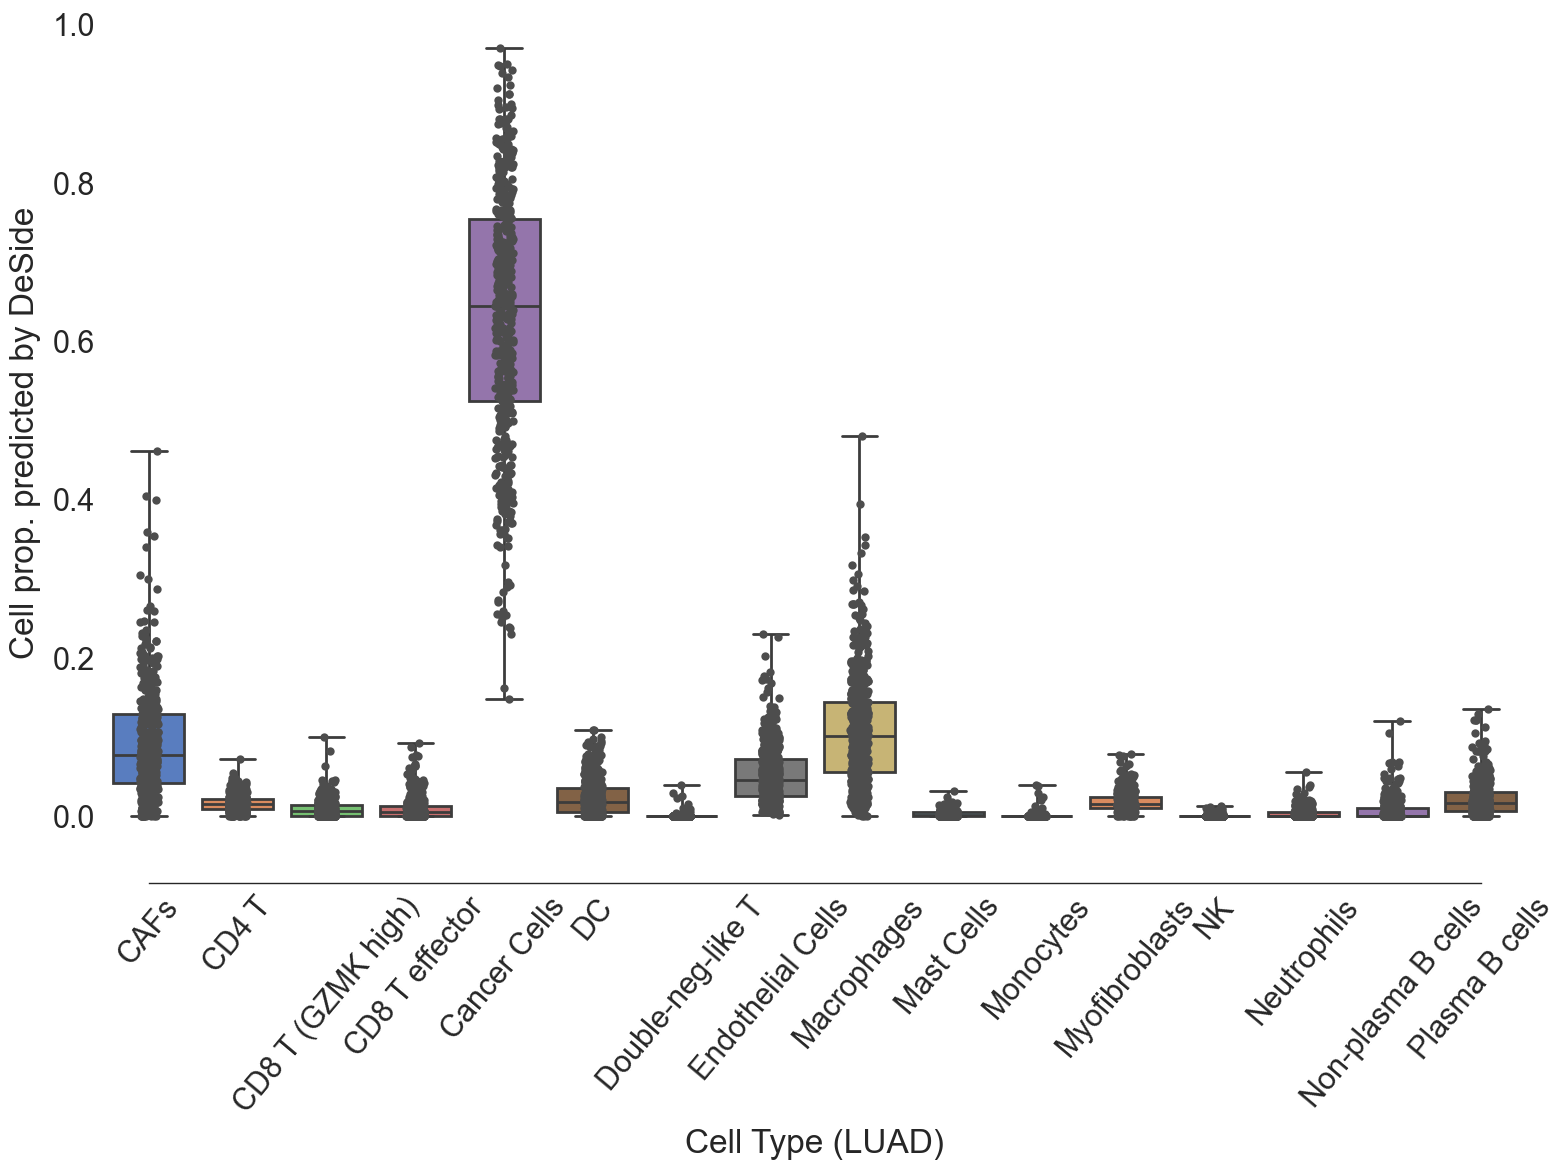 Cell prop. predicted by DeSide
1.0
0.8
0.6
0.4
0.2
0.0
CAFs
CD4 T
CD8 T (GZMK high)
CD8 T effector
Cancer Cells
DC
Double-neg-like T
Endothelial Cells
Macrophages
Mast Cells
Monocytes
Myofibroblasts
NK
Neutrophils
Non-plasma B cells
Plasma B cells
Cell Type (LUAD)